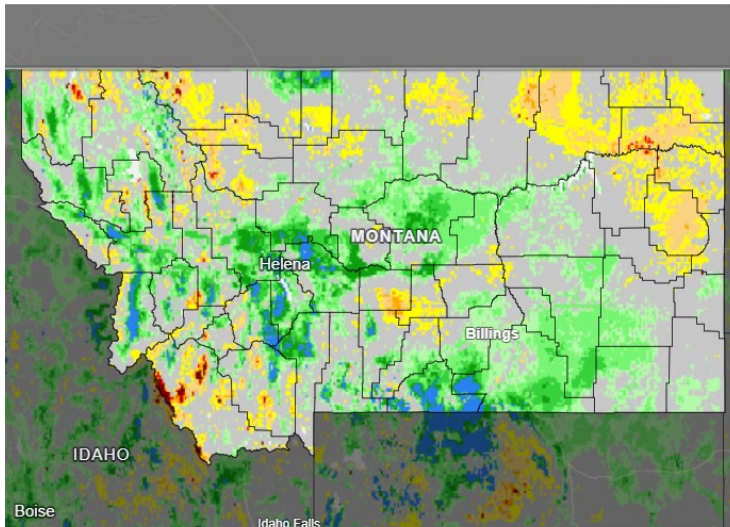 MONTANA
Helena
Billings
IDAHO
Boise
Idaho Falls